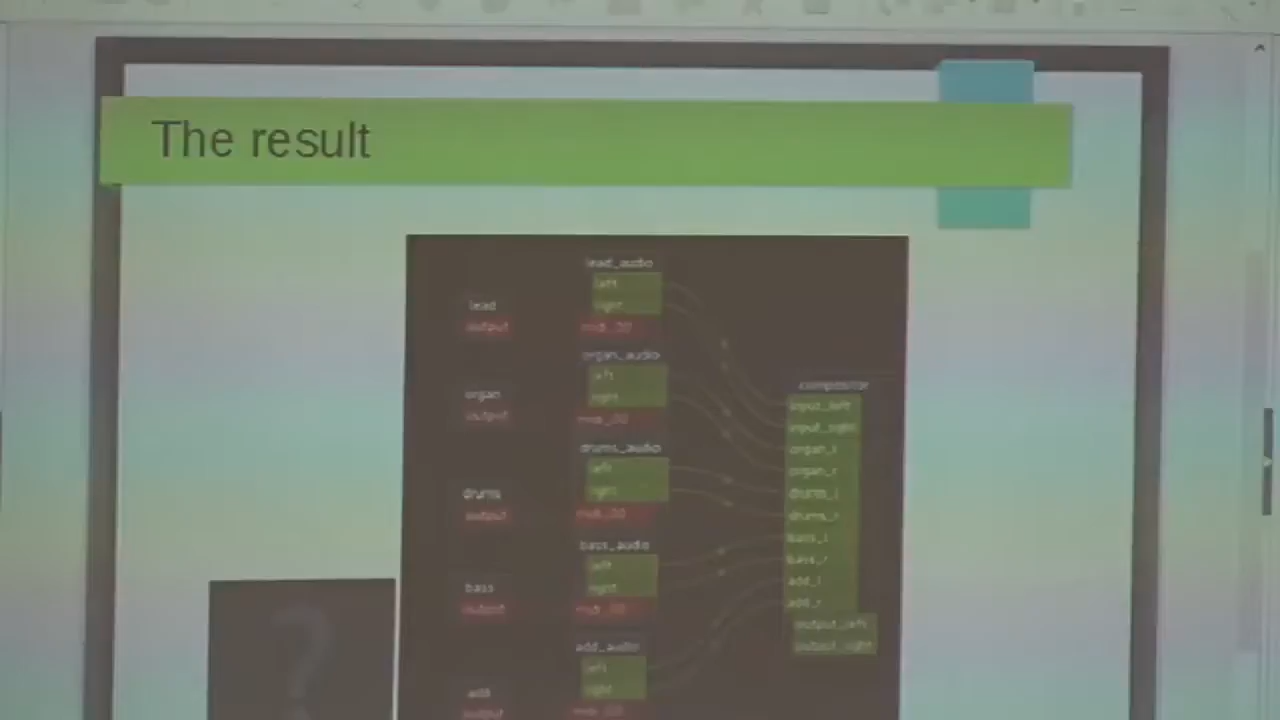 The result
lead_audio
left
right
midi_00
lead
output
organ_audio
left
right
midi_00
organ
output
drums_audio
left
right
midi_00
drums
output
bass_audio
left
right
midi_00
bass
output
add_audio
left
right
midi_00
add
output
compositor
input_left
input_right
organ_l
organ_r
drums_l
drums_r
bass_l
bass_r
add_l
add_r
output_left
output_right
?